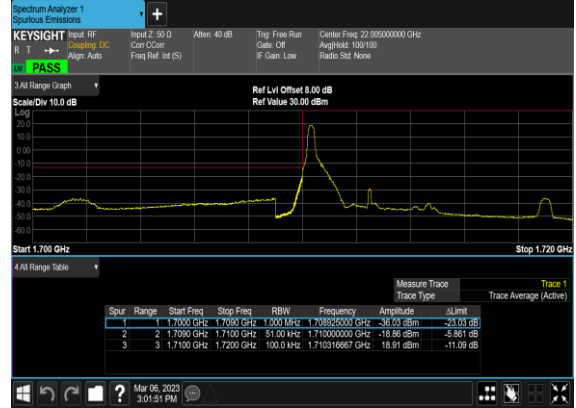 Spectrum Analyzer 1
Spurious Emissions
+
KEYSIGHT Input: RF Input Z: 50 Ω Atten: 40 dB Trig: Free Run Center Freq: 22.005000000 GHz
R T Coupling: DC Corr CCorr Gate: Off Avg|Hold: 100/100
Align: Auto Freq Ref: Int (S) IF Gain: Low Radio Std: None
PASS
3 All Range Graph
Ref Lvl Offset 8.00 dB
Scale/Div 10.0 dB Ref Value 30.00 dBm
Log
20.0
10.0
0.00
-10.0
-20.0
-30.0
-40.0
-50.0
-60.0
Start 1.700 GHz Stop 1.720 GHz
4 All Range Table
Measure Trace Trace 1
Trace Type Trace Average (Active)
Spur Range Start Freq Stop Freq RBW Frequency Amplitude ΔLimit
1 1 1.7000 GHz 1.7090 GHz 1.000 MHz 1.708925000 GHz -36.03 dBm -23.03 dB
2 2 1.7090 GHz 1.7100 GHz 51.00 kHz 1.710000000 GHz -18.86 dBm -5.861 dB
3 3 1.7100 GHz 1.7200 GHz 100.0 kHz 1.710316667 GHz 18.91 dBm -11.09 dB
? Mar 06, 2023
3:01:51 PM